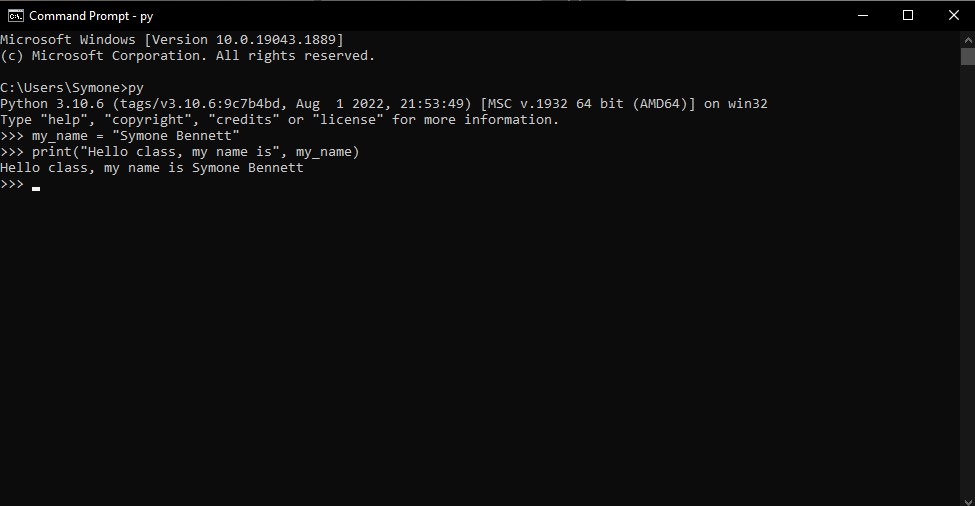 Command Prompt - py
Microsoft Windows [Version 10.0.19043.1889]
(c) Microsoft Corporation. All rights reserved.
C:\Users\Symone>py
Python 3.10.6 (tags/v3.10.6:9c7b4bd, Aug  1 2022, 21:53:49) [MSC v.1932 64 bit (AMD64)] on win32
Type "help", "copyright", "credits" or "license" for more information.
>>> my_name = "Symone Bennett"
>>> print("Hello class, my name is", my_name)
Hello class, my name is Symone Bennett
>>>